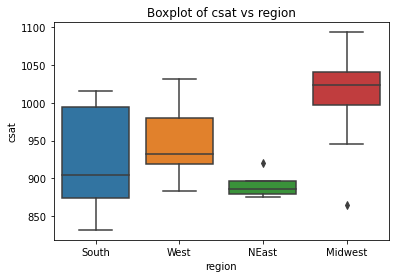 Boxplot of csat vs region
1100
1050
1000
950
900
850
csat
South West NEast Midwest
region